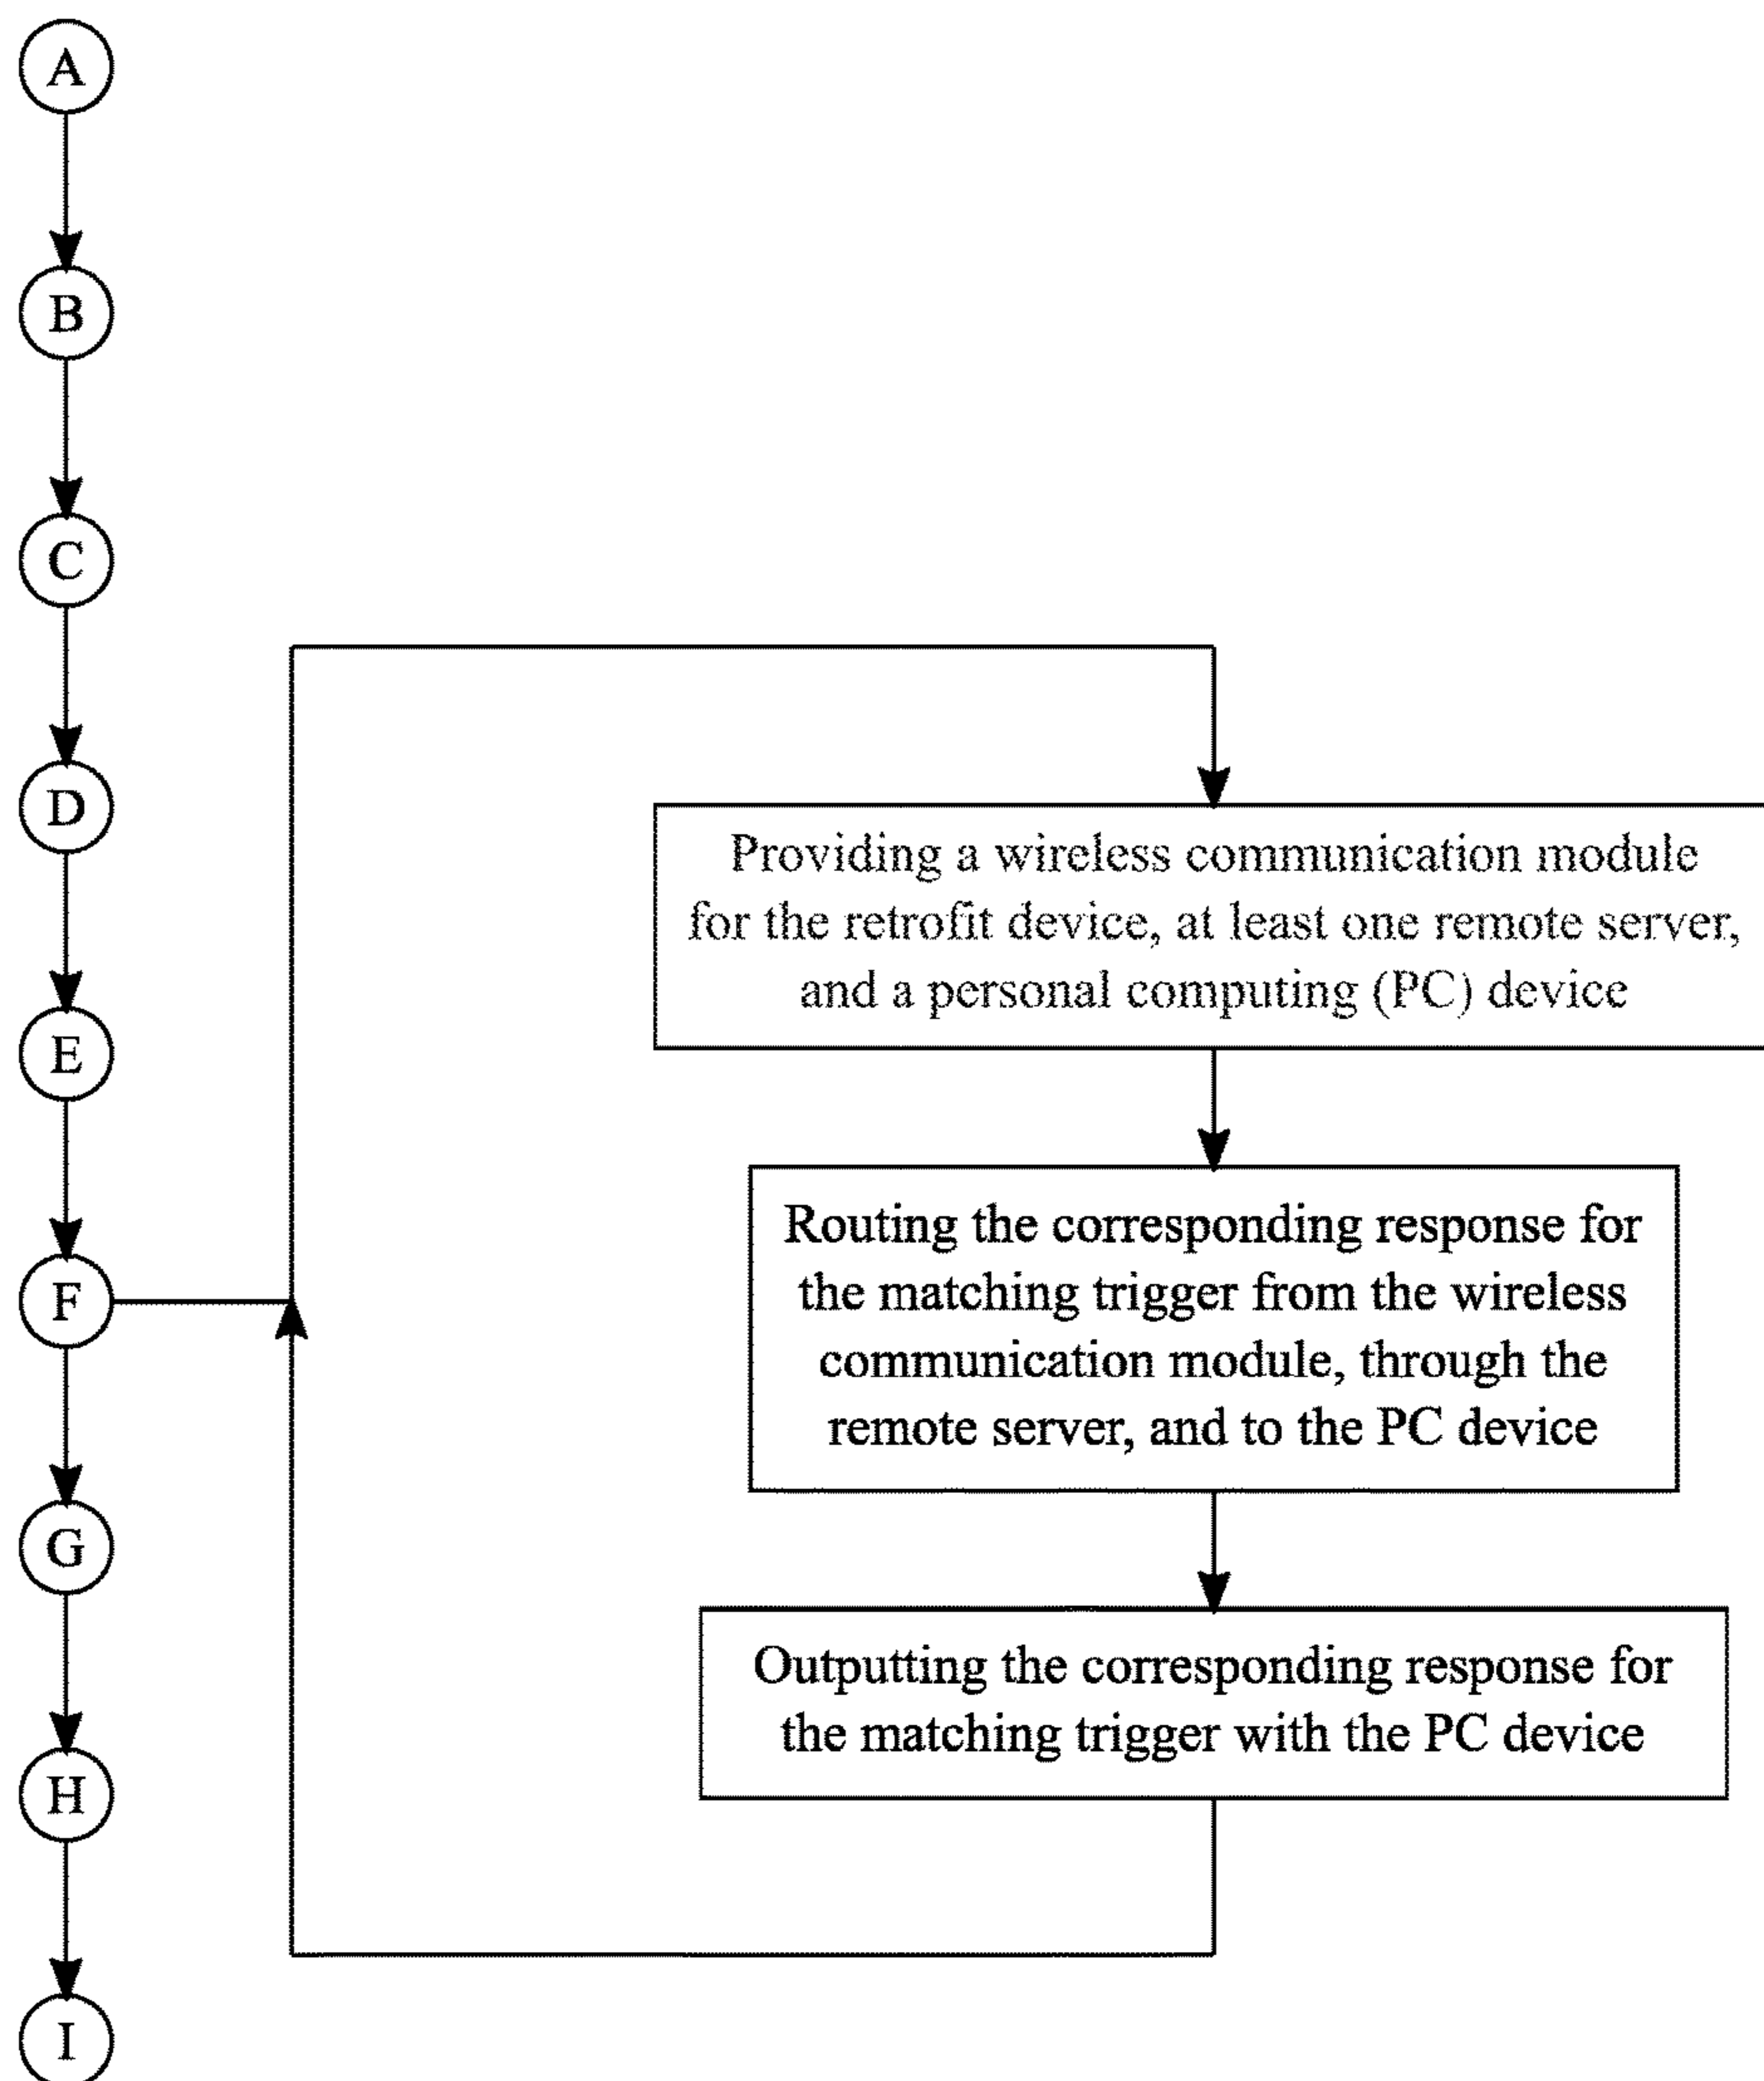 A
B
C
D
E
F
G
H
I
Providing a wireless communication module
for the retrofit device, at least one remote server,
and a personal computing (PC) device
Routing the corresponding response for
the matching trigger from the wireless
communication module, through the
remote server, and to the PC device
Outputting the corresponding response for
the matching trigger with the PC device